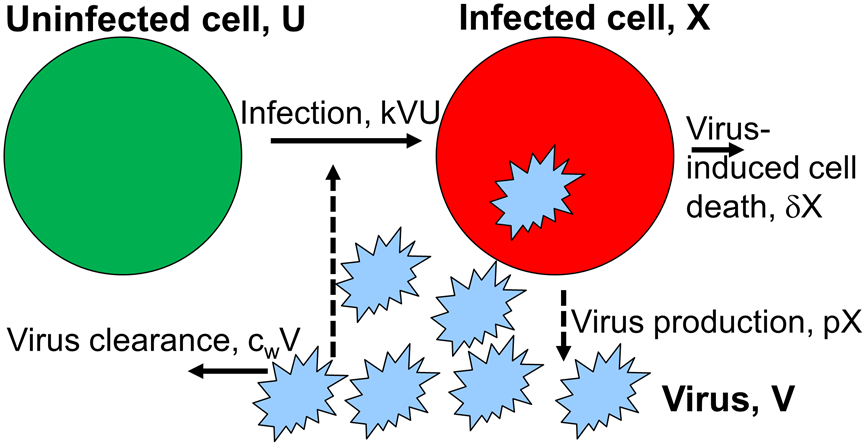 Uninfected cell, U
Infected cell, X
Infection, kVU
Virus-
induced cell
death, δX
Virus clearance, cwV
Virus production, pX
Virus, V